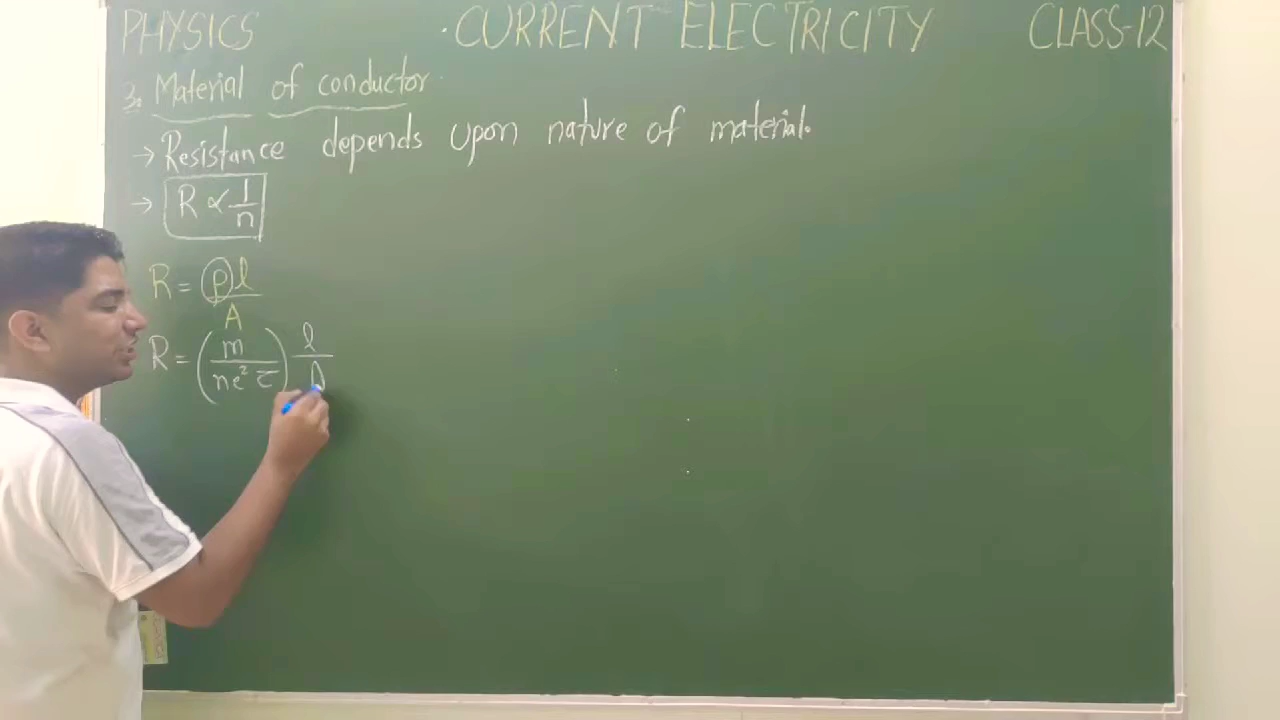 PHYSICS · CURRENT ELECTRICITY CLASS-12
3. Material of conductor
→ Resistance depends upon nature of material.
→ R ∝ 1/n
R = ρl/A
R = (m/ne²τ) l/A